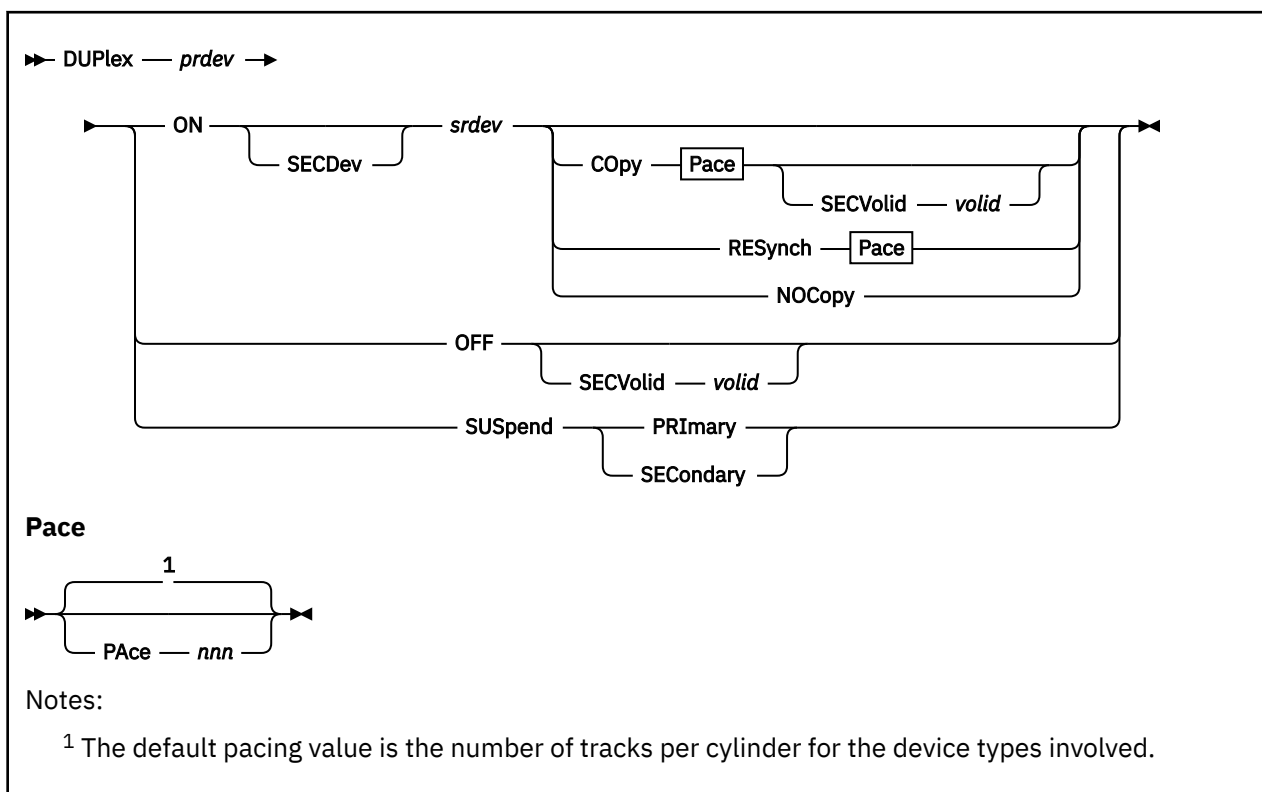 DUPlex prdev
ON SECDev srdev
COpy Pace SECVolid volid
RESynch Pace
NOCopy
OFF SECVolid volid
SUSpend PRImary
SECondary
Pace
1
PAce nnn
Notes:
1 The default pacing value is the number of tracks per cylinder for the device types involved.